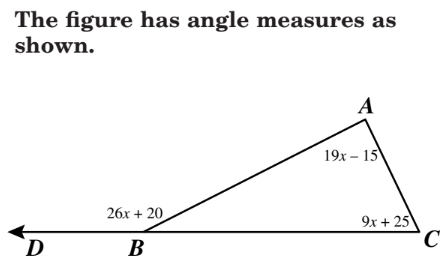 The figure has angle measures as
shown.
A
19x – 15
26x + 20
9x + 25
D
B
C